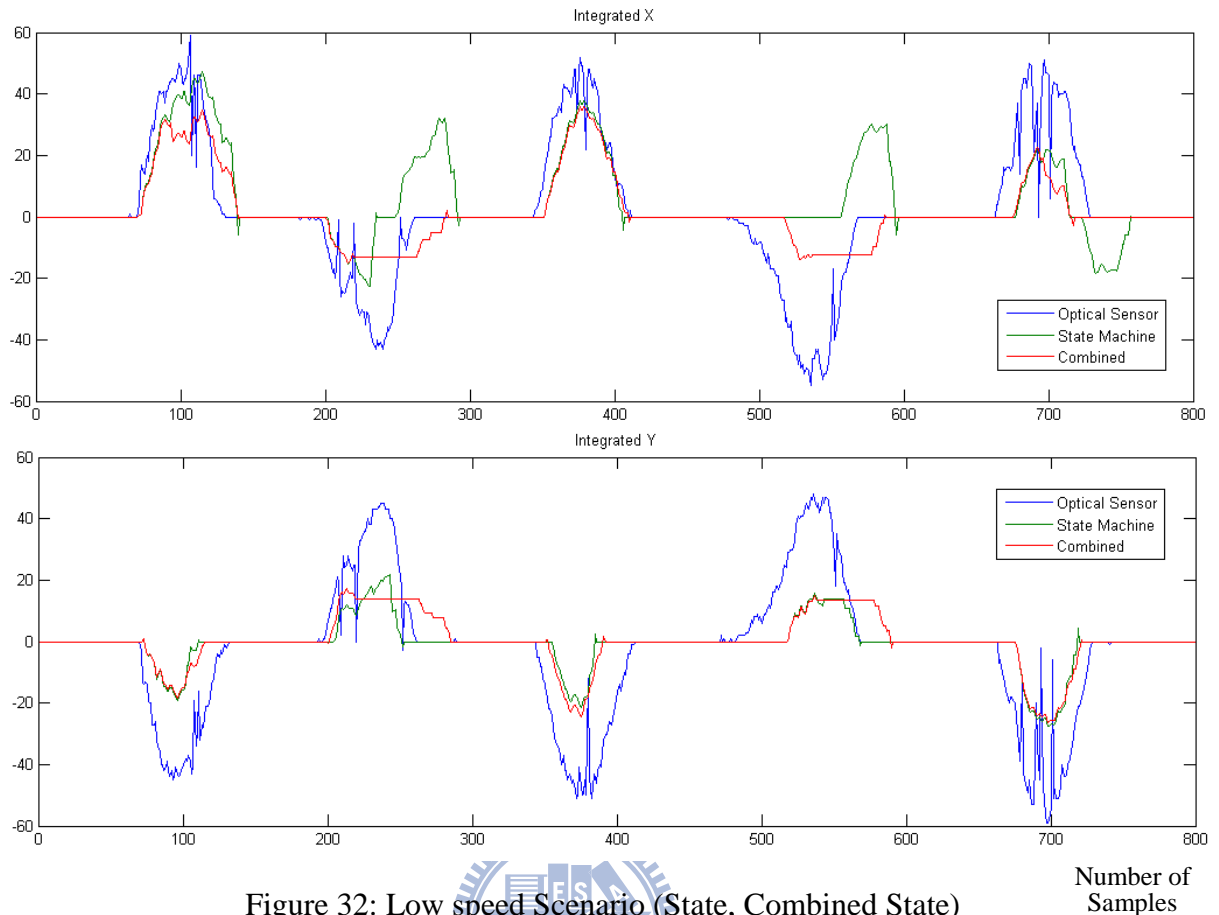 Integrated X
60
40
20
0
-20
-40
-60
0 100 200 300 400 500 600 700 800
Optical Sensor
State Machine
Combined
Integrated Y
60
40
20
0
-20
-40
-60
0 100 200 300 400 500 600 700 800
Optical Sensor
State Machine
Combined
Number of
Samples
E S A
Figure 32: Low speed Scenario (State, Combined State)